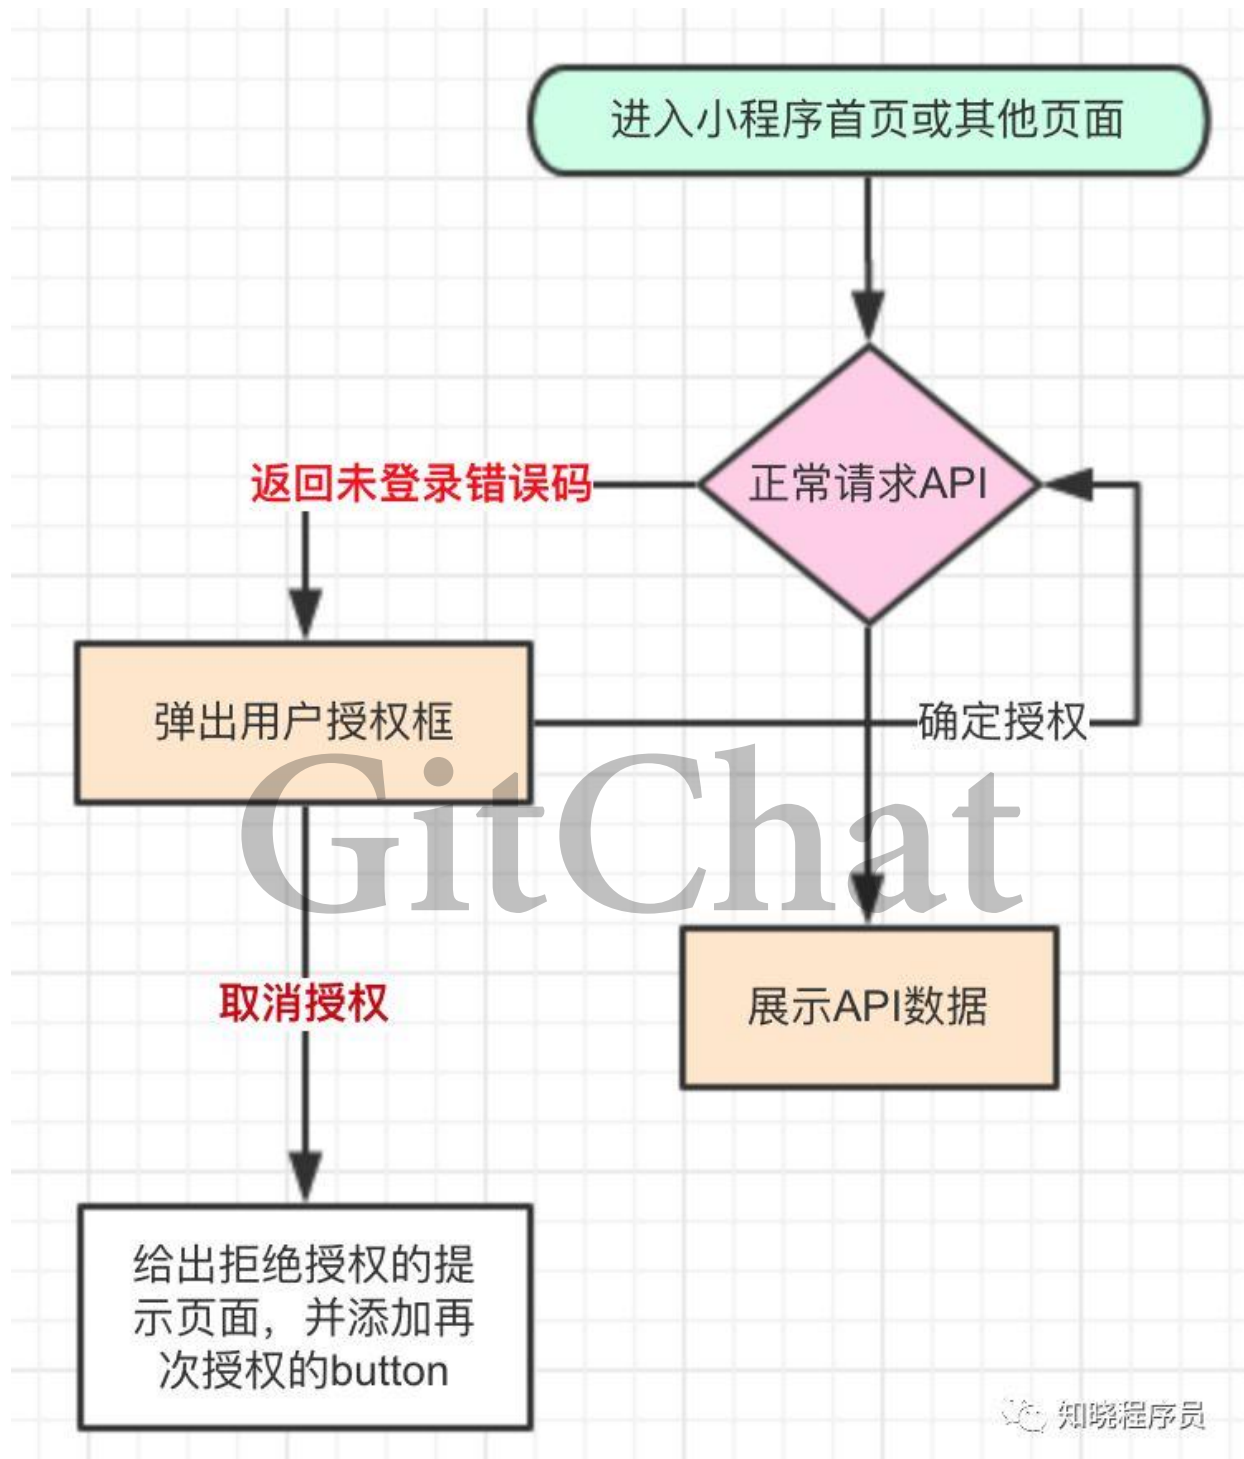 进入小程序首页或其他页面
正常请求API
返回未登录错误码
弹出用户授权框
确定授权
GitChat
取消授权
展示API数据
给出拒绝授权的提
示页面，并添加再
次授权的button
知晓程序员